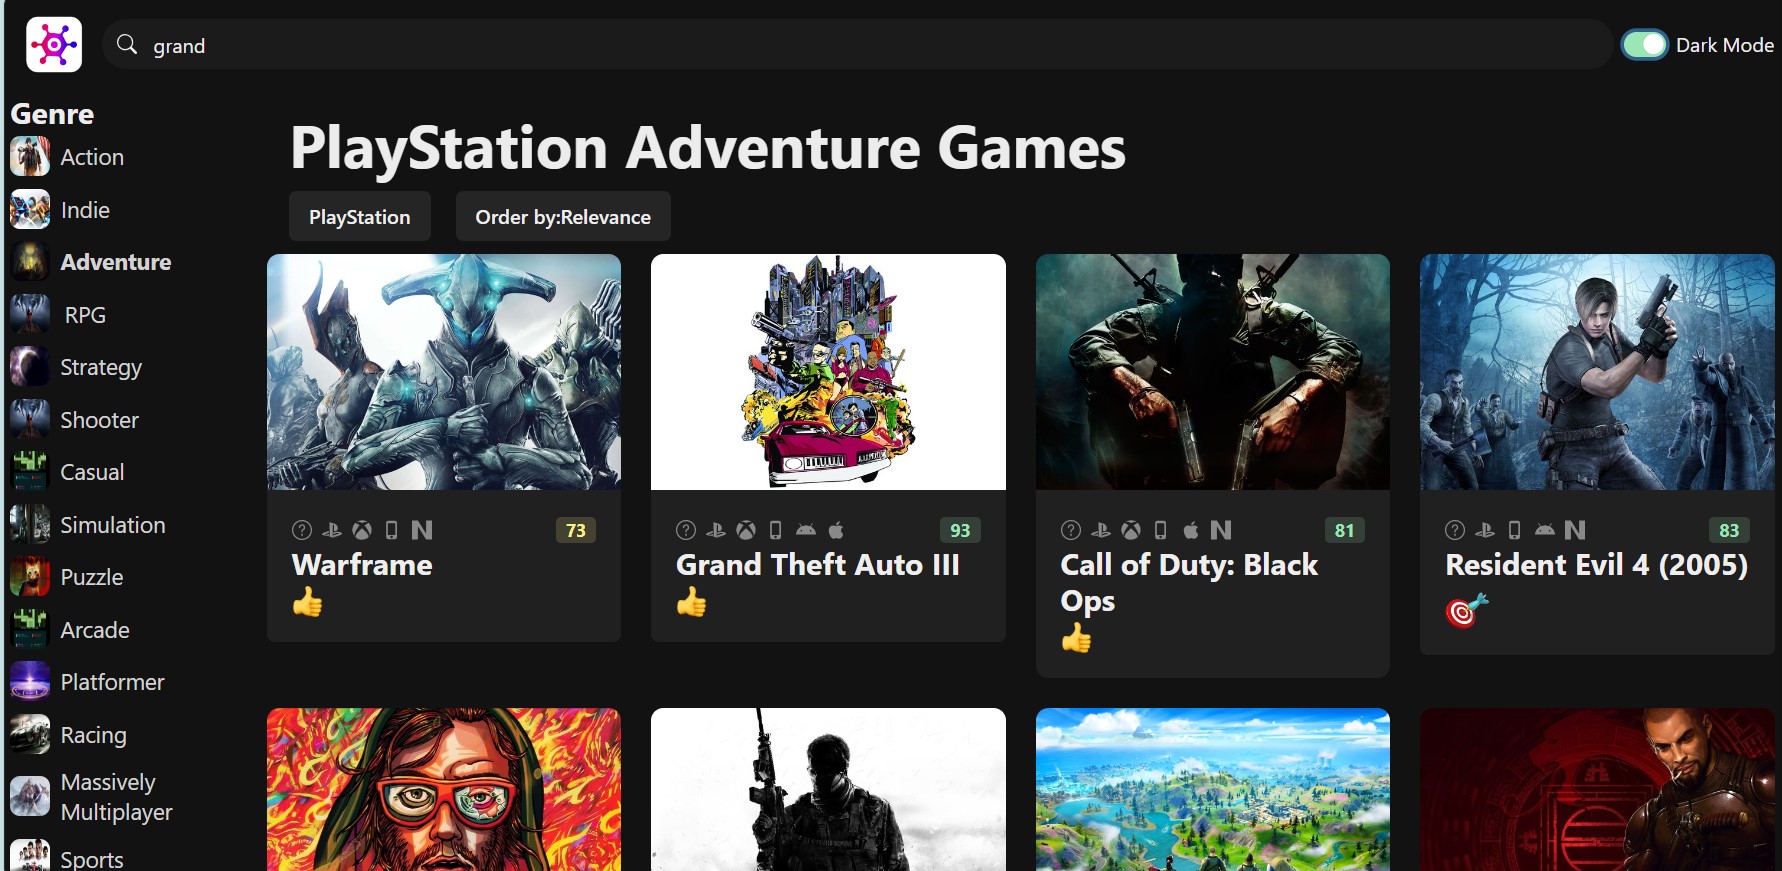 grand
Dark Mode
Genre
Action
Indie
Adventure
RPG
Strategy
Shooter
Casual
Simulation
Puzzle
Arcade
Platformer
Racing
Massively
Multiplayer
Sports
PlayStation Adventure Games
PlayStation
Order by:Relevance
73
Warframe
93
Grand Theft Auto III
81
Call of Duty: Black
Ops
83
Resident Evil 4 (2005)